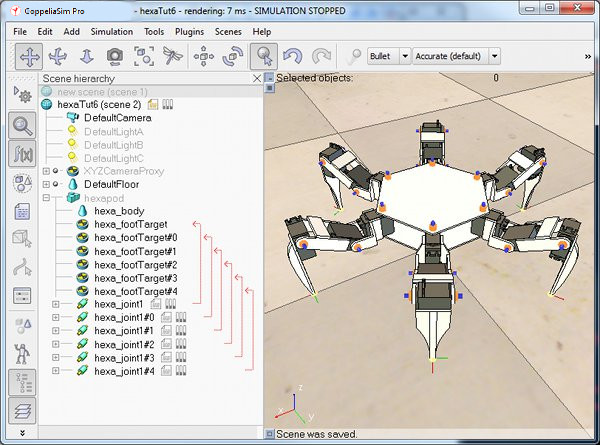 CoppeliaSim Pro - hexaTut6 - rendering: 7 ms - SIMULATION STOPPED
File Edit Add Simulation Tools Plugins Scenes Help
Bullet Accurate (default) »
Scene hierarchy
new scene (scene 1)
hexaTut6 (scene 2)
DefaultCamera
DefaultLightA
DefaultLightB
DefaultLightC
XYZCameraProxy
DefaultFloor
hexapod
hexa_body
hexa_footTarget
hexa_footTarget#0
hexa_footTarget#1
hexa_footTarget#2
hexa_footTarget#3
hexa_footTarget#4
hexa_joint1
hexa_joint1#0
hexa_joint1#1
hexa_joint1#2
hexa_joint1#3
hexa_joint1#4
Selected objects: 0
f(x)
z
x
y
Scene was saved.